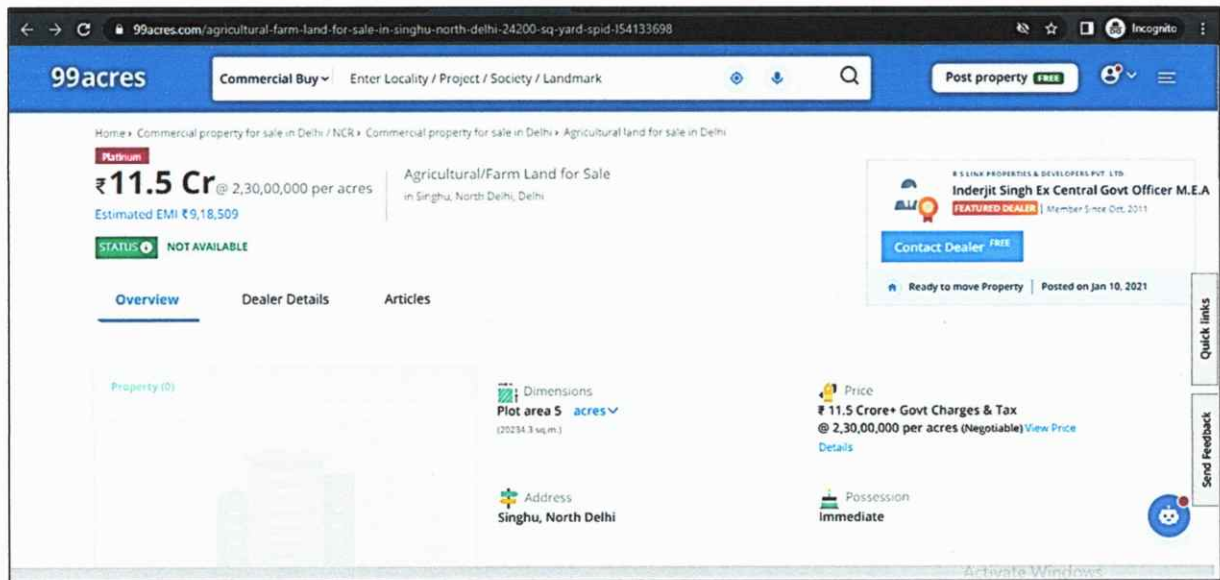 99acres.com/agricultural-farm-land-for-sale-in-singhu-north-delhi-24200-sq-yard-spid-I54133698
Incognito
99acres
Commercial Buy
Enter Locality / Project / Society / Landmark
Post property FREE
Home › Commercial property for sale in Delhi / NCR › Commercial property for sale in Delhi › Agricultural land for sale in Delhi
Platinum
₹11.5 Cr @ 2,30,00,000 per acres
Estimated EMI ₹9,18,509
Agricultural/Farm Land for Sale
in Singhu, North Delhi, Delhi
STATUS NOT AVAILABLE
R S LINK PROPERTIES & DEVELOPERS PVT LTD
Inderjit Singh Ex Central Govt Officer M.E.A
FEATURED DEALER | Member Since Oct, 2011
Contact Dealer FREE
Ready to move Property | Posted on Jan 10, 2021
Overview
Dealer Details
Articles
Quick links
Send Feedback
Property (0)
Dimensions
Plot area 5 acres
(20234.3 sq.m.)
Price
₹ 11.5 Crore+ Govt Charges & Tax
@ 2,30,00,000 per acres (Negotiable) View Price
Details
Address
Singhu, North Delhi
Possession
Immediate
Activate Windows